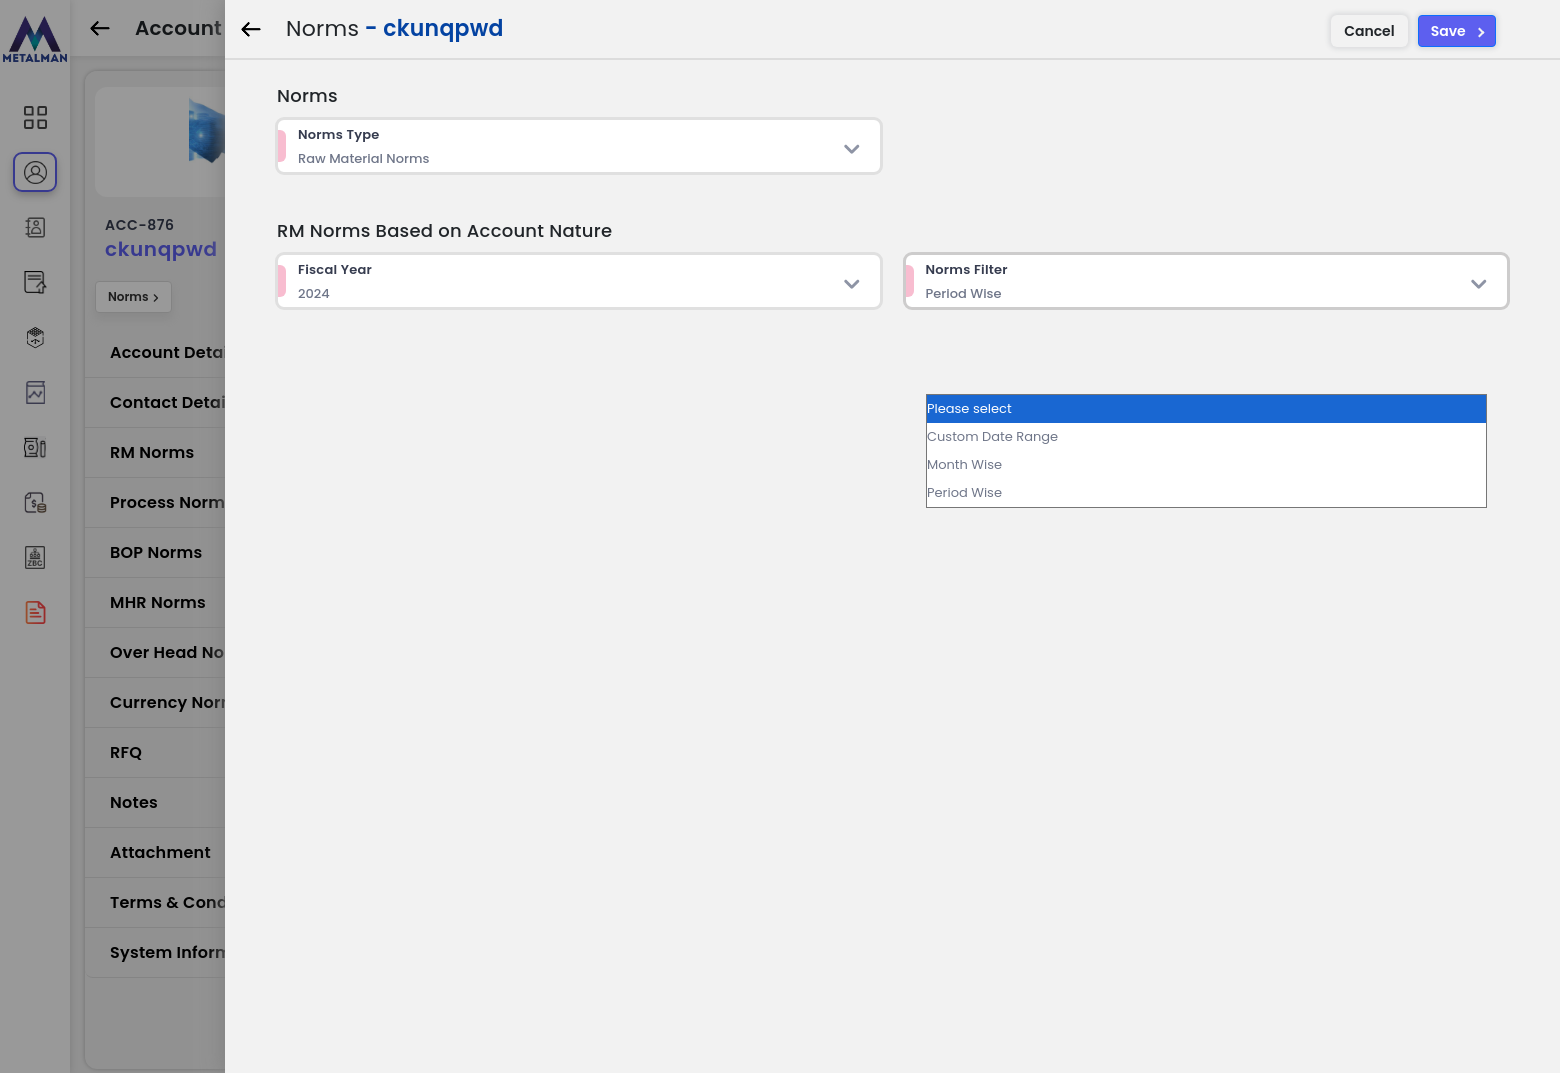 METALMAN
Account
ACC-876
ckunqpwd
Norms
Account Detai
Contact Detai
RM Norms
Process Norm
BOP Norms
MHR Norms
Over Head No
Currency Nor
RFQ
Notes
Attachment
Terms & Cond
System Inform
ZBC
Norms - ckunqpwd
Cancel
Save
Norms
Norms Type
Raw Material Norms
RM Norms Based on Account Nature
Fiscal Year
2024
Norms Filter
Period Wise
Please select
Custom Date Range
Month Wise
Period Wise